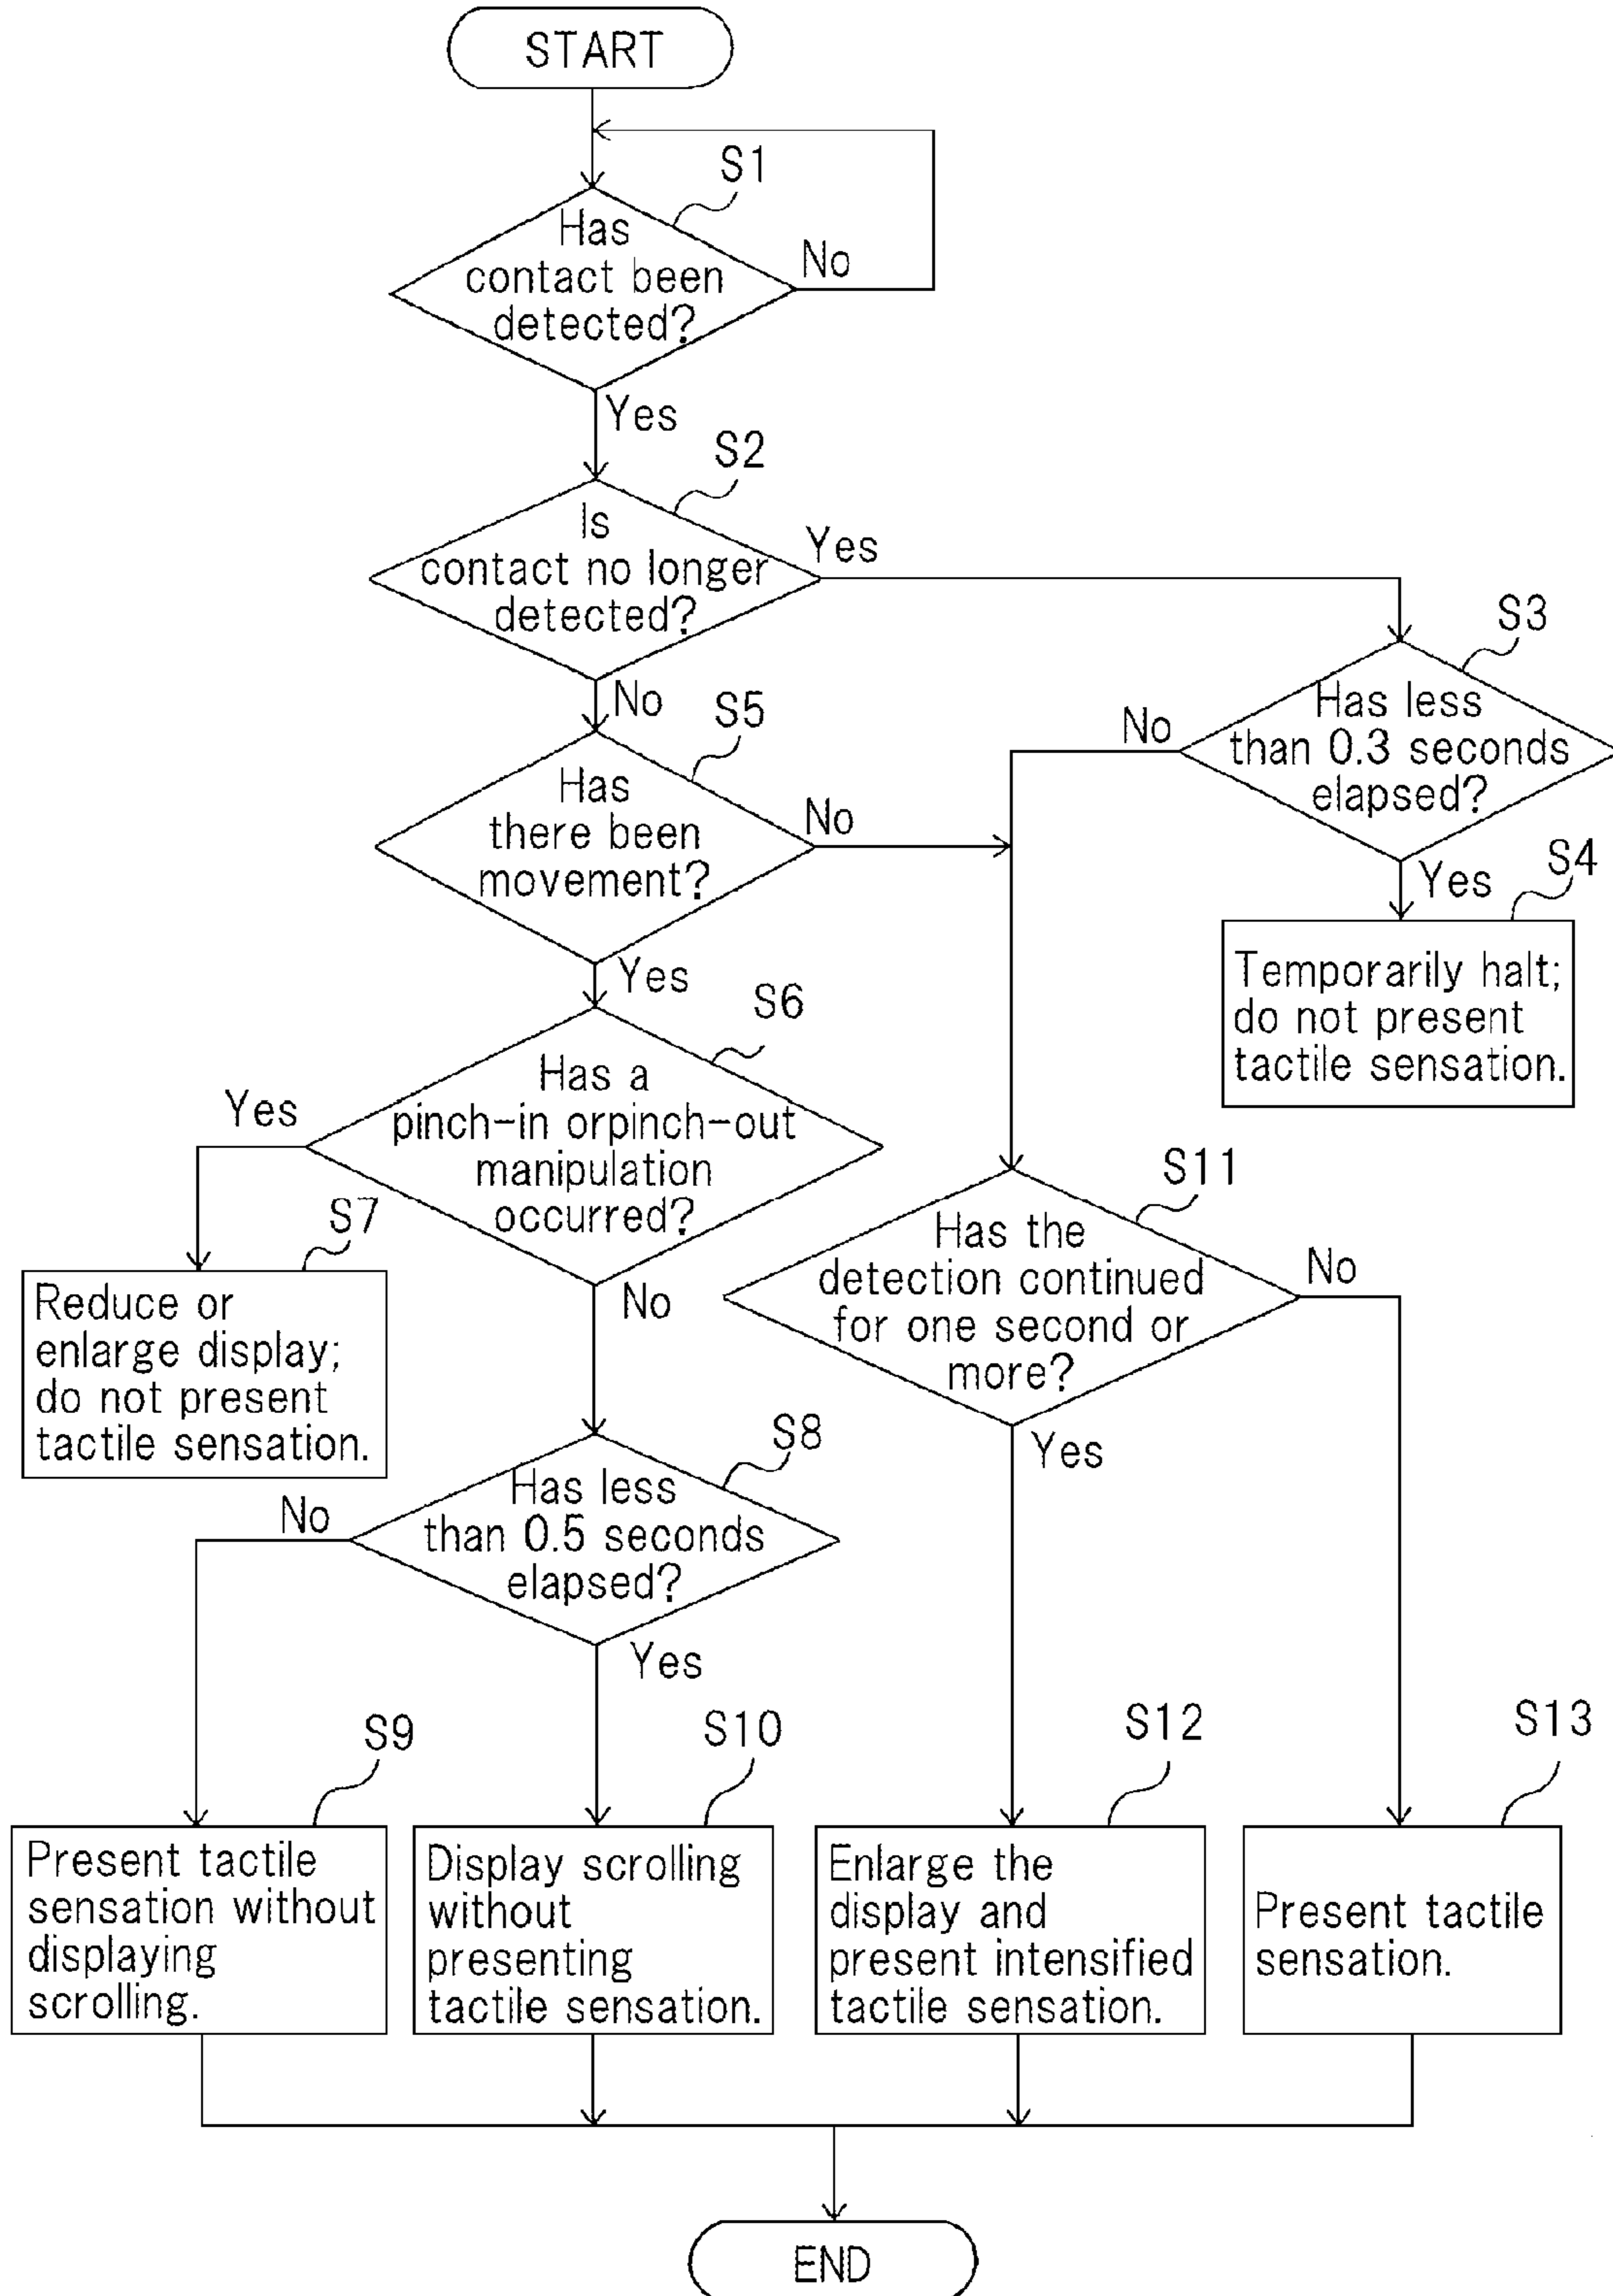 START
S1
Has
contact been
detected?
No
Yes
S2
Is
contact no longer
detected?
Yes
No
S3
Has less
than 0.3 seconds
elapsed?
No
Yes
S4
Temporarily halt;
do not present
tactile sensation.
S5
Has
there been
movement?
No
Yes
S6
Has a
pinch-in orpinch-out
manipulation
occurred?
Yes
No
S7
Reduce or
enlarge display;
do not present
tactile sensation.
S11
Has the
detection continued
for one second or
more?
No
Yes
S8
Has less
than 0.5 seconds
elapsed?
No
Yes
S9
Present tactile
sensation without
displaying
scrolling.
S10
Display scrolling
without
presenting
tactile sensation.
S12
Enlarge the
display and
present intensified
tactile sensation.
S13
Present tactile
sensation.
END